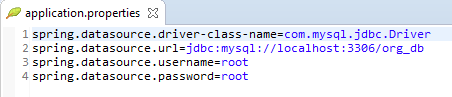 application.properties
1 spring.datasource.driver-class-name=com.mysql.jdbc.Driver
2 spring.datasource.url=jdbc:mysql://localhost:3306/org_db
3 spring.datasource.username=root
4 spring.datasource.password=root